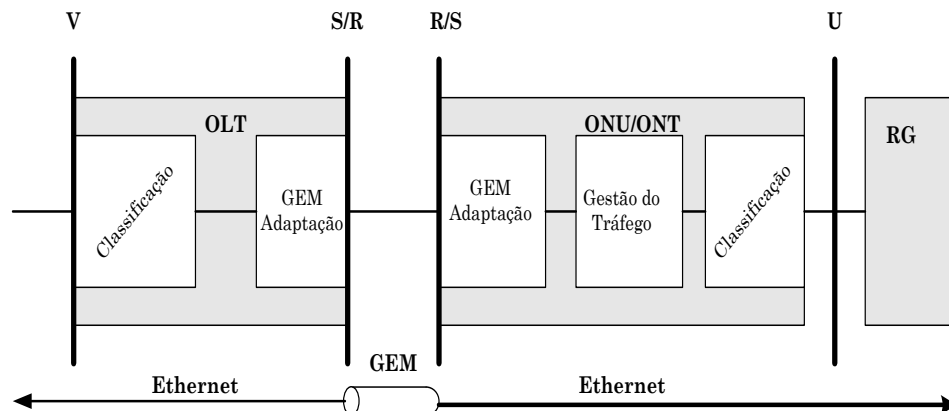 V
S/R
R/S
U
OLT
ONU/ONT
RG
Classificação
GEM
Adaptação
GEM
Adaptação
Gestão do
Tráfego
Classificação
GEM
Ethernet
Ethernet